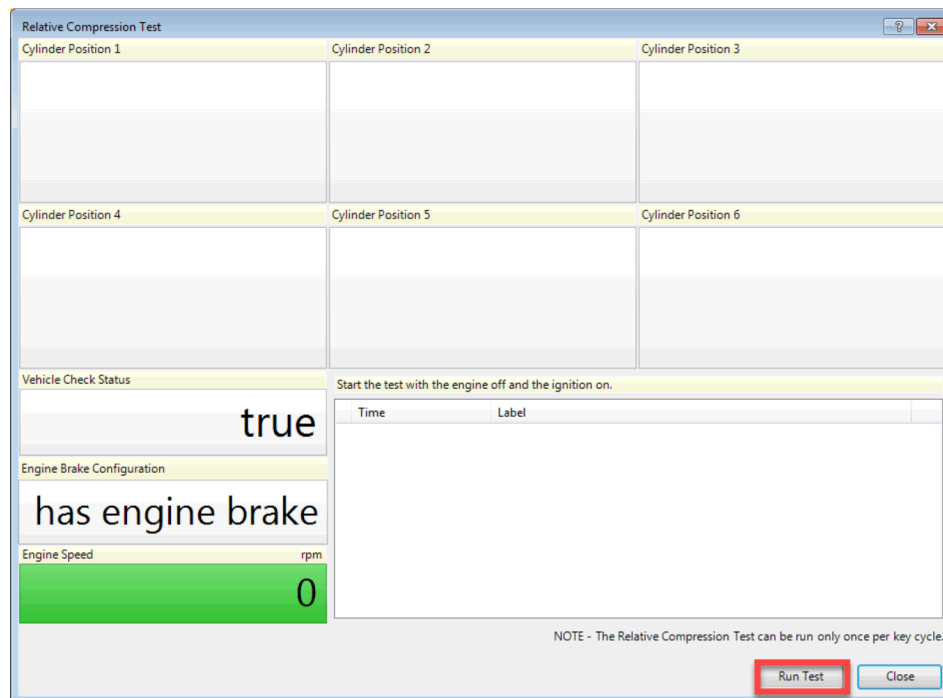 Relative Compression Test
Cylinder Position 1
Cylinder Position 2
Cylinder Position 3
Cylinder Position 4
Cylinder Position 5
Cylinder Position 6
Vehicle Check Status
true
Engine Brake Configuration
has engine brake
Engine Speed rpm
0
Start the test with the engine off and the ignition on.
Time Label
NOTE - The Relative Compression Test can be run only once per key cycle.
Run Test Close